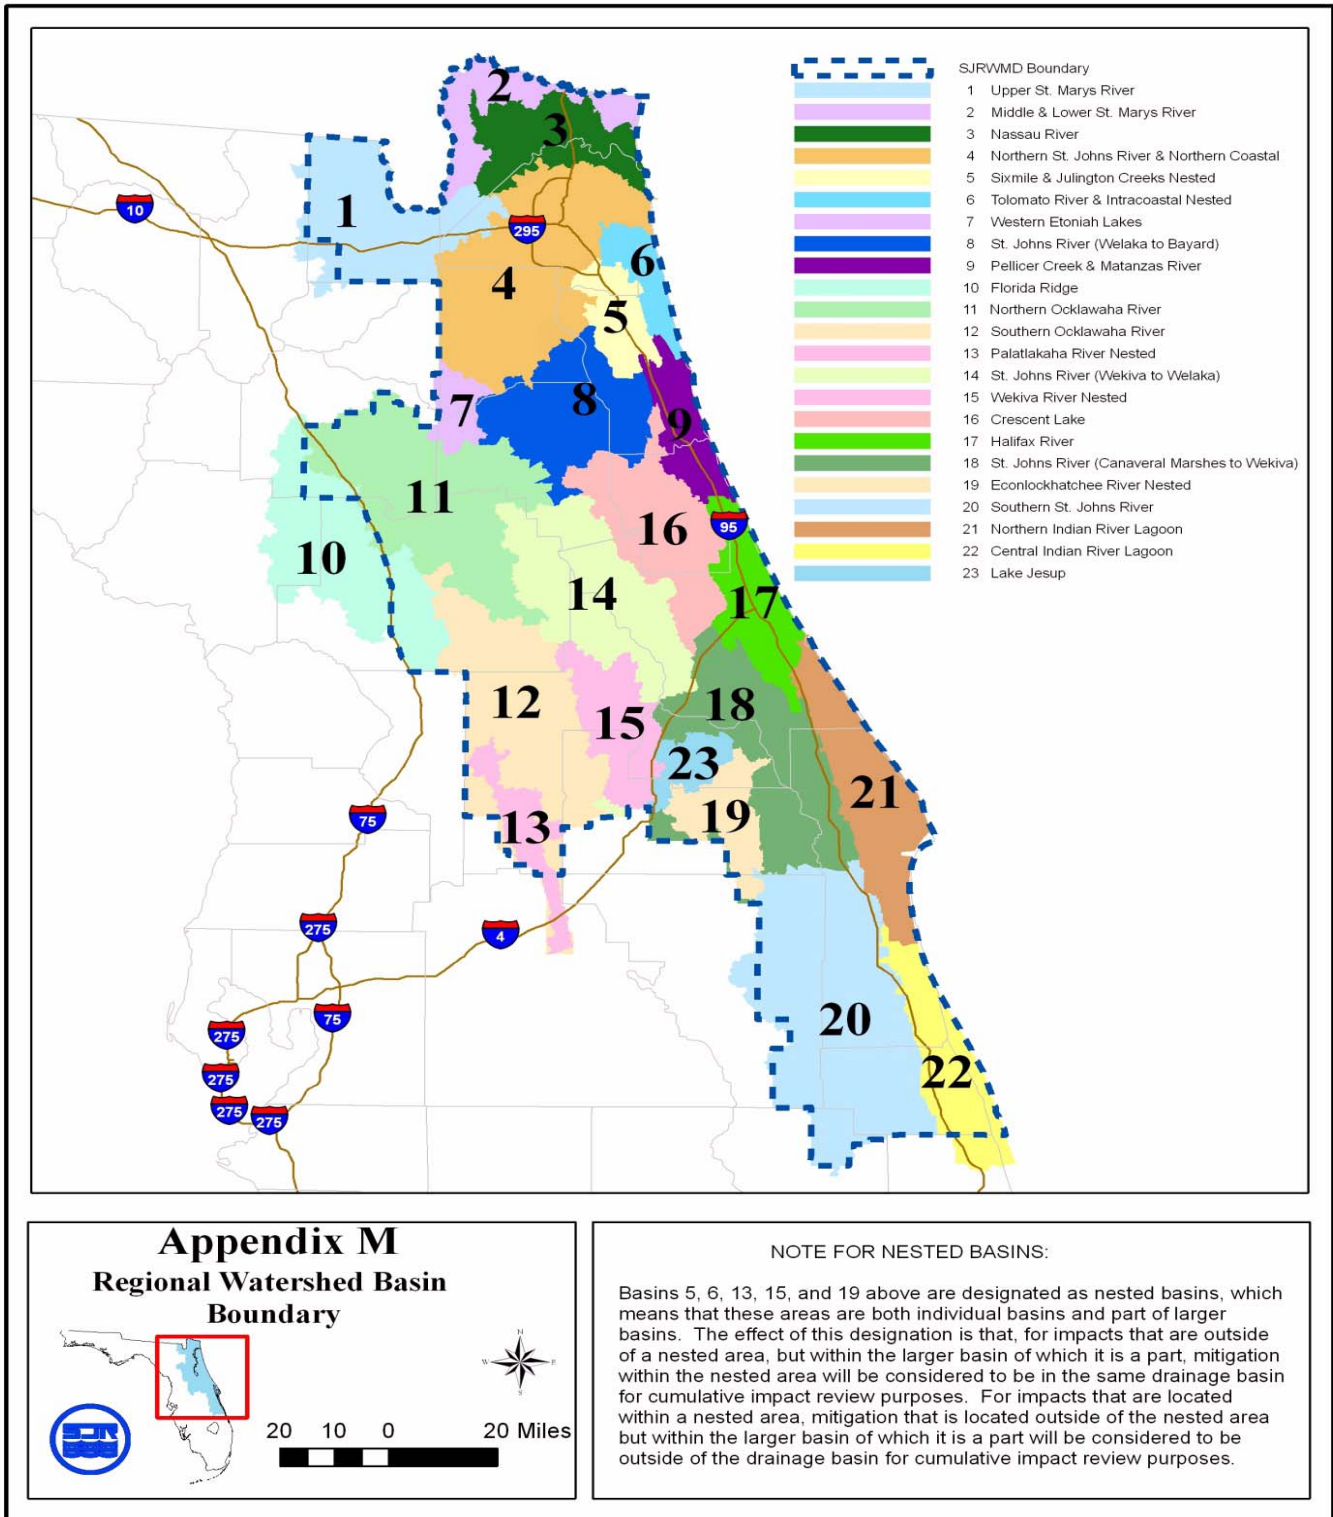 SJRWMD Boundary
1 Upper St. Marys River
2 Middle & Lower St. Marys River
3 Nassau River
4 Northern St. Johns River & Northern Coastal
5 Sixmile & Julington Creeks Nested
6 Tolomato River & Intracoastal Nested
7 Western Etoniah Lakes
8 St. Johns River (Welaka to Bayard)
9 Pellicer Creek & Matanzas River
10 Florida Ridge
11 Northern Ocklawaha River
12 Southern Ocklawaha River
13 Palatlakaha River Nested
14 St. Johns River (Wekiva to Welaka)
15 Wekiva River Nested
16 Crescent Lake
17 Halifax River
18 St. Johns River (Canaveral Marshes to Wekiva)
19 Econlockhatchee River Nested
20 Southern St. Johns River
21 Northern Indian River Lagoon
22 Central Indian River Lagoon
23 Lake Jesup
2
3
1
10
295
6
4
5
8
7
9
11
16
95
10
14
17
12
15
18
23
21
19
75
13
275
4
75
20
275
22
275
275
275
Appendix M
Regional Watershed Basin
Boundary
N
W
E
S
SJR
20 10 0 20 Miles
NOTE FOR NESTED BASINS:
Basins 5, 6, 13, 15, and 19 above are designated as nested basins, which
means that these areas are both individual basins and part of larger
basins. The effect of this designation is that, for impacts that are outside
of a nested area, but within the larger basin of which it is a part, mitigation
within the nested area will be considered to be in the same drainage basin
for cumulative impact review purposes. For impacts that are located
within a nested area, mitigation that is located outside of the nested area
but within the larger basin of which it is a part will be considered to be
outside of the drainage basin for cumulative impact review purposes.